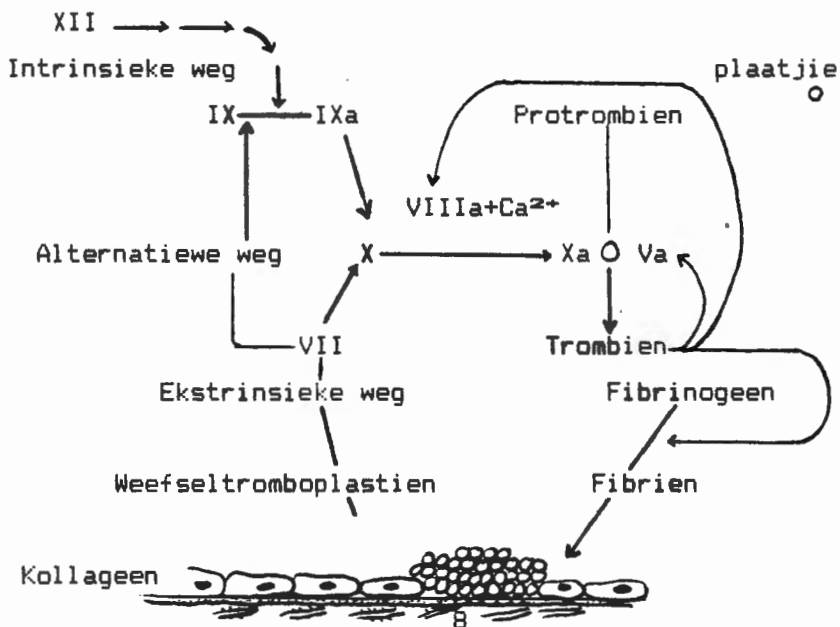 XII
Intrinsieke weg
plaatjie
IX IXa
Protrombien
VIIIa+Ca²⁺
Alternatiewe weg
X
Xa Va
VII
Trombien
Ekstrinsieke weg
Fibrinogeen
Weefseltromboplastien
Fibrien
Kollageen
8